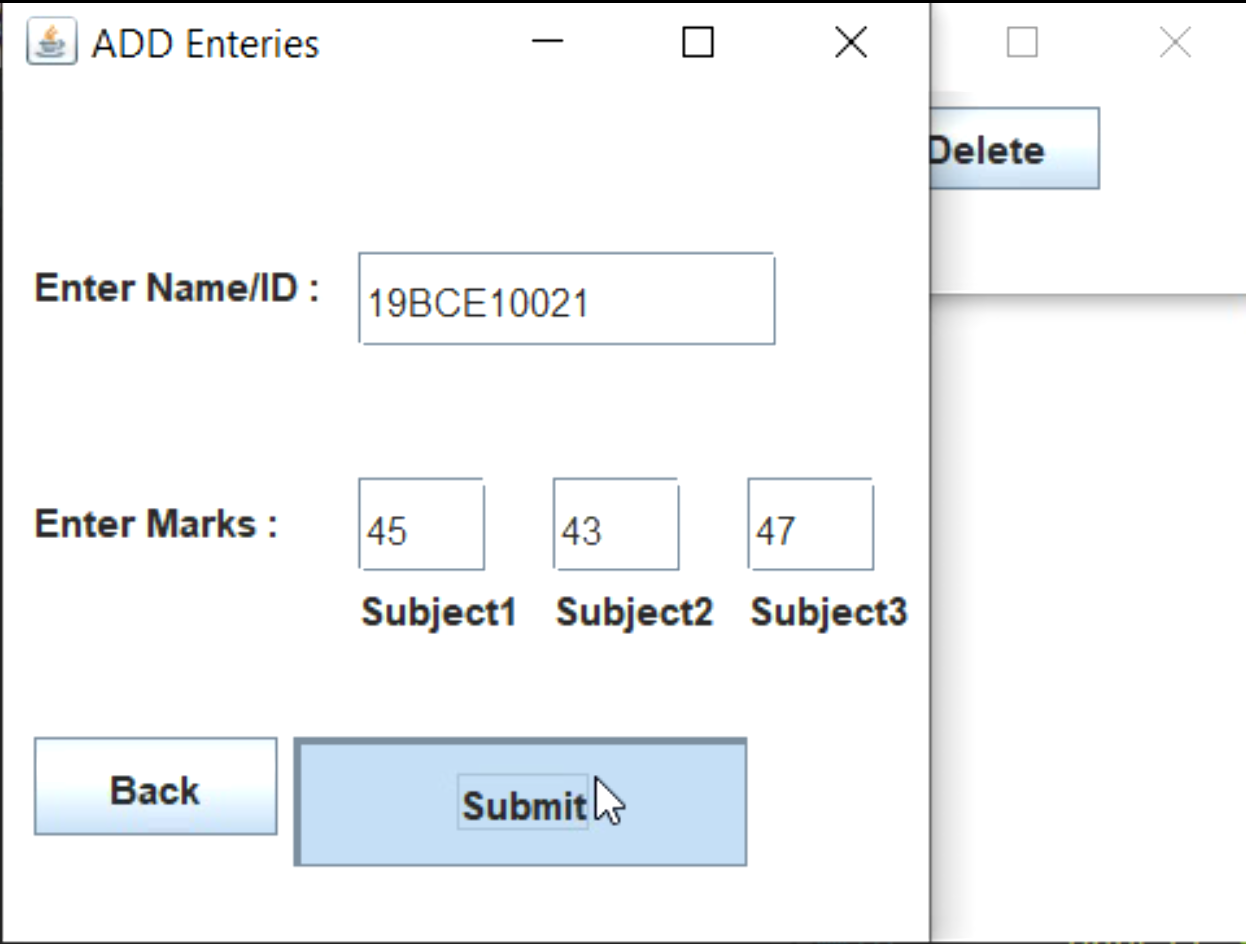 ADD Enteries
Delete
Enter Name/ID :
19BCE10021
Enter Marks :
45 43 47
Subject1 Subject2 Subject3
Back
Submit